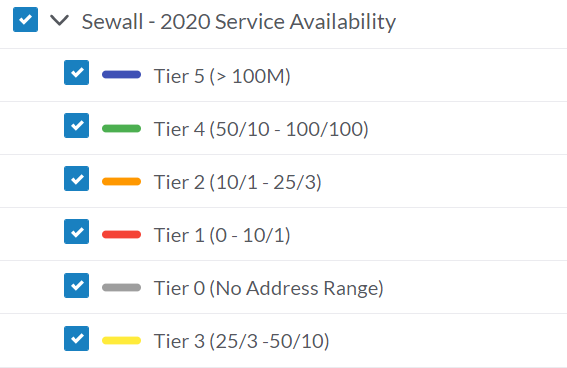 Sewall - 2020 Service Availability
Tier 5 (> 100M)
Tier 4 (50/10 - 100/100)
Tier 2 (10/1 - 25/3)
Tier 1 (0 - 10/1)
Tier 0 (No Address Range)
Tier 3 (25/3 -50/10)